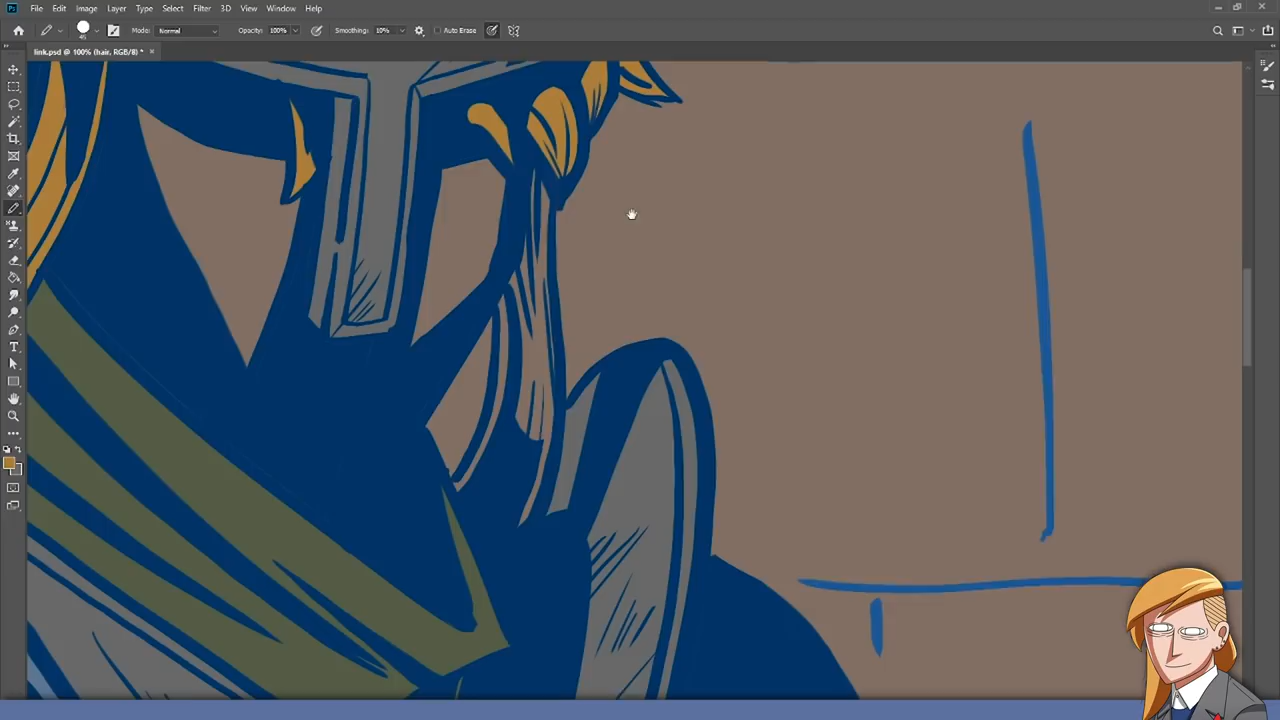 Ps File Edit Image Layer Type Select Filter 3D View Window Help
Mode: Normal Opacity: 100% Smoothing: 10% Auto Erase
link.psd @ 100% (hair, RGB/8) *